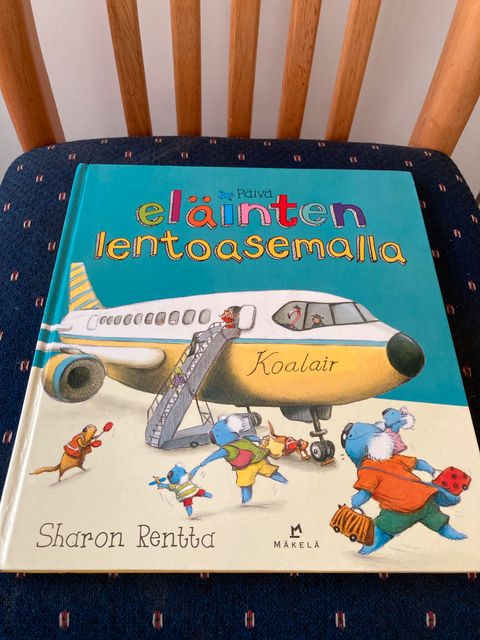 Päivä
eläinten
lentoasemalla
Koalair
Sharon Rentta
MÄKELÄ